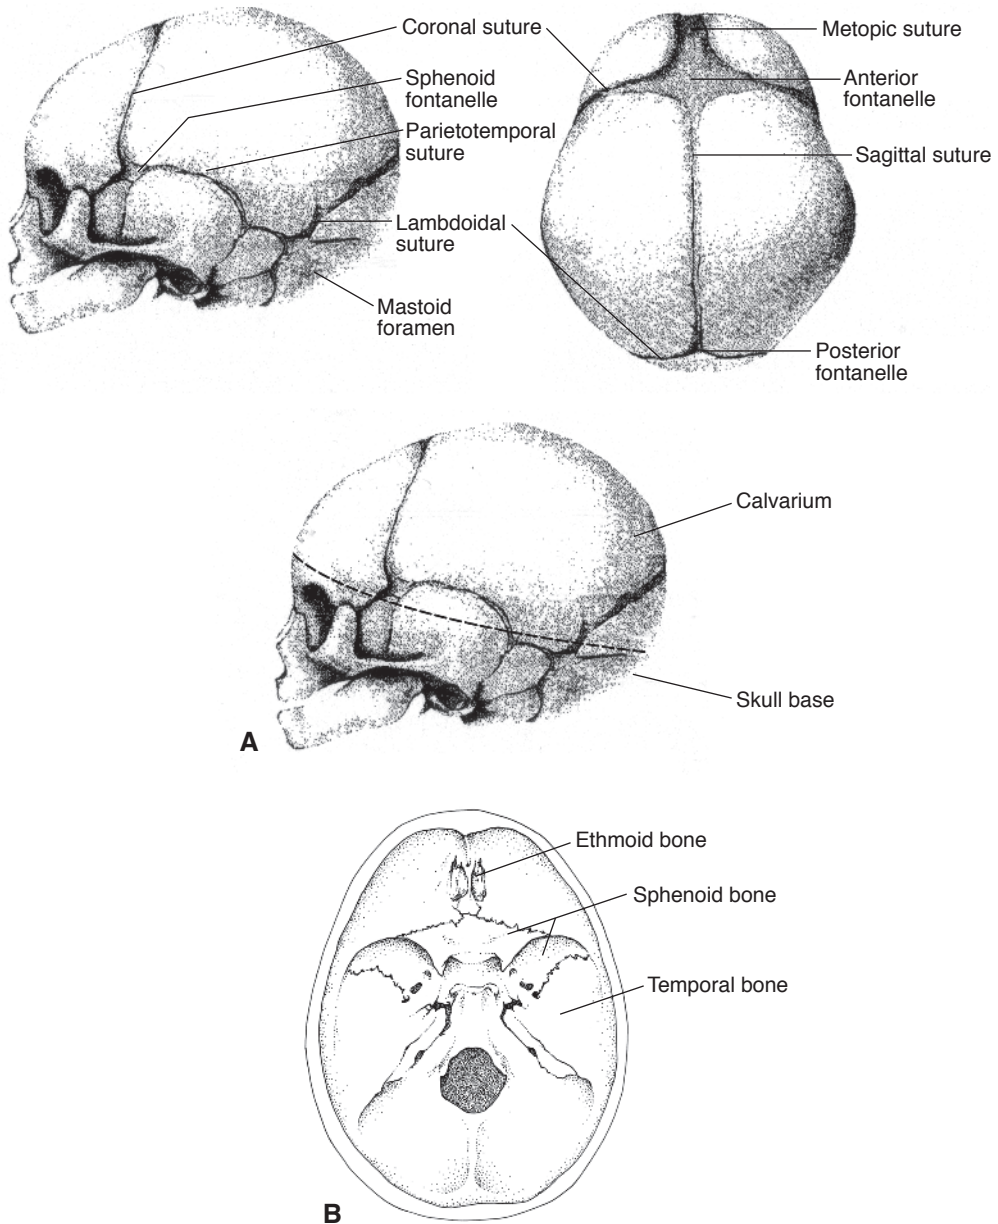 Coronal suture
Sphenoid
fontanelle
Parietotemporal
suture
Lambdoidal
suture
Mastoid
foramen
Metopic suture
Anterior
fontanelle
Sagittal suture
Posterior
fontanelle
Calvarium
Skull base
A
Ethmoid bone
Sphenoid bone
Temporal bone
B